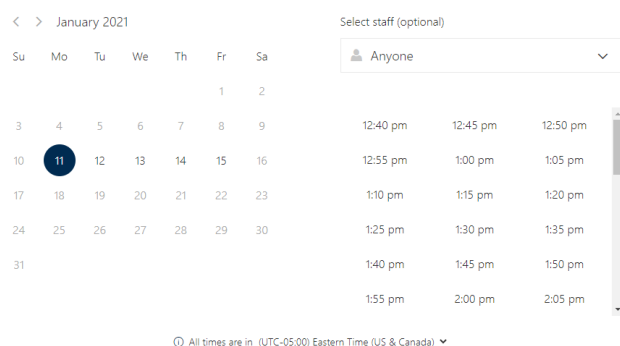 January 2021
Su Mo Tu We Th Fr Sa
1 2
3 4 5 6 7 8 9
10 11 12 13 14 15 16
17 18 19 20 21 22 23
24 25 26 27 28 29 30
31
Select staff (optional)
Anyone
12:40 pm 12:45 pm 12:50 pm
12:55 pm 1:00 pm 1:05 pm
1:10 pm 1:15 pm 1:20 pm
1:25 pm 1:30 pm 1:35 pm
1:40 pm 1:45 pm 1:50 pm
1:55 pm 2:00 pm 2:05 pm
All times are in (UTC-05:00) Eastern Time (US & Canada)